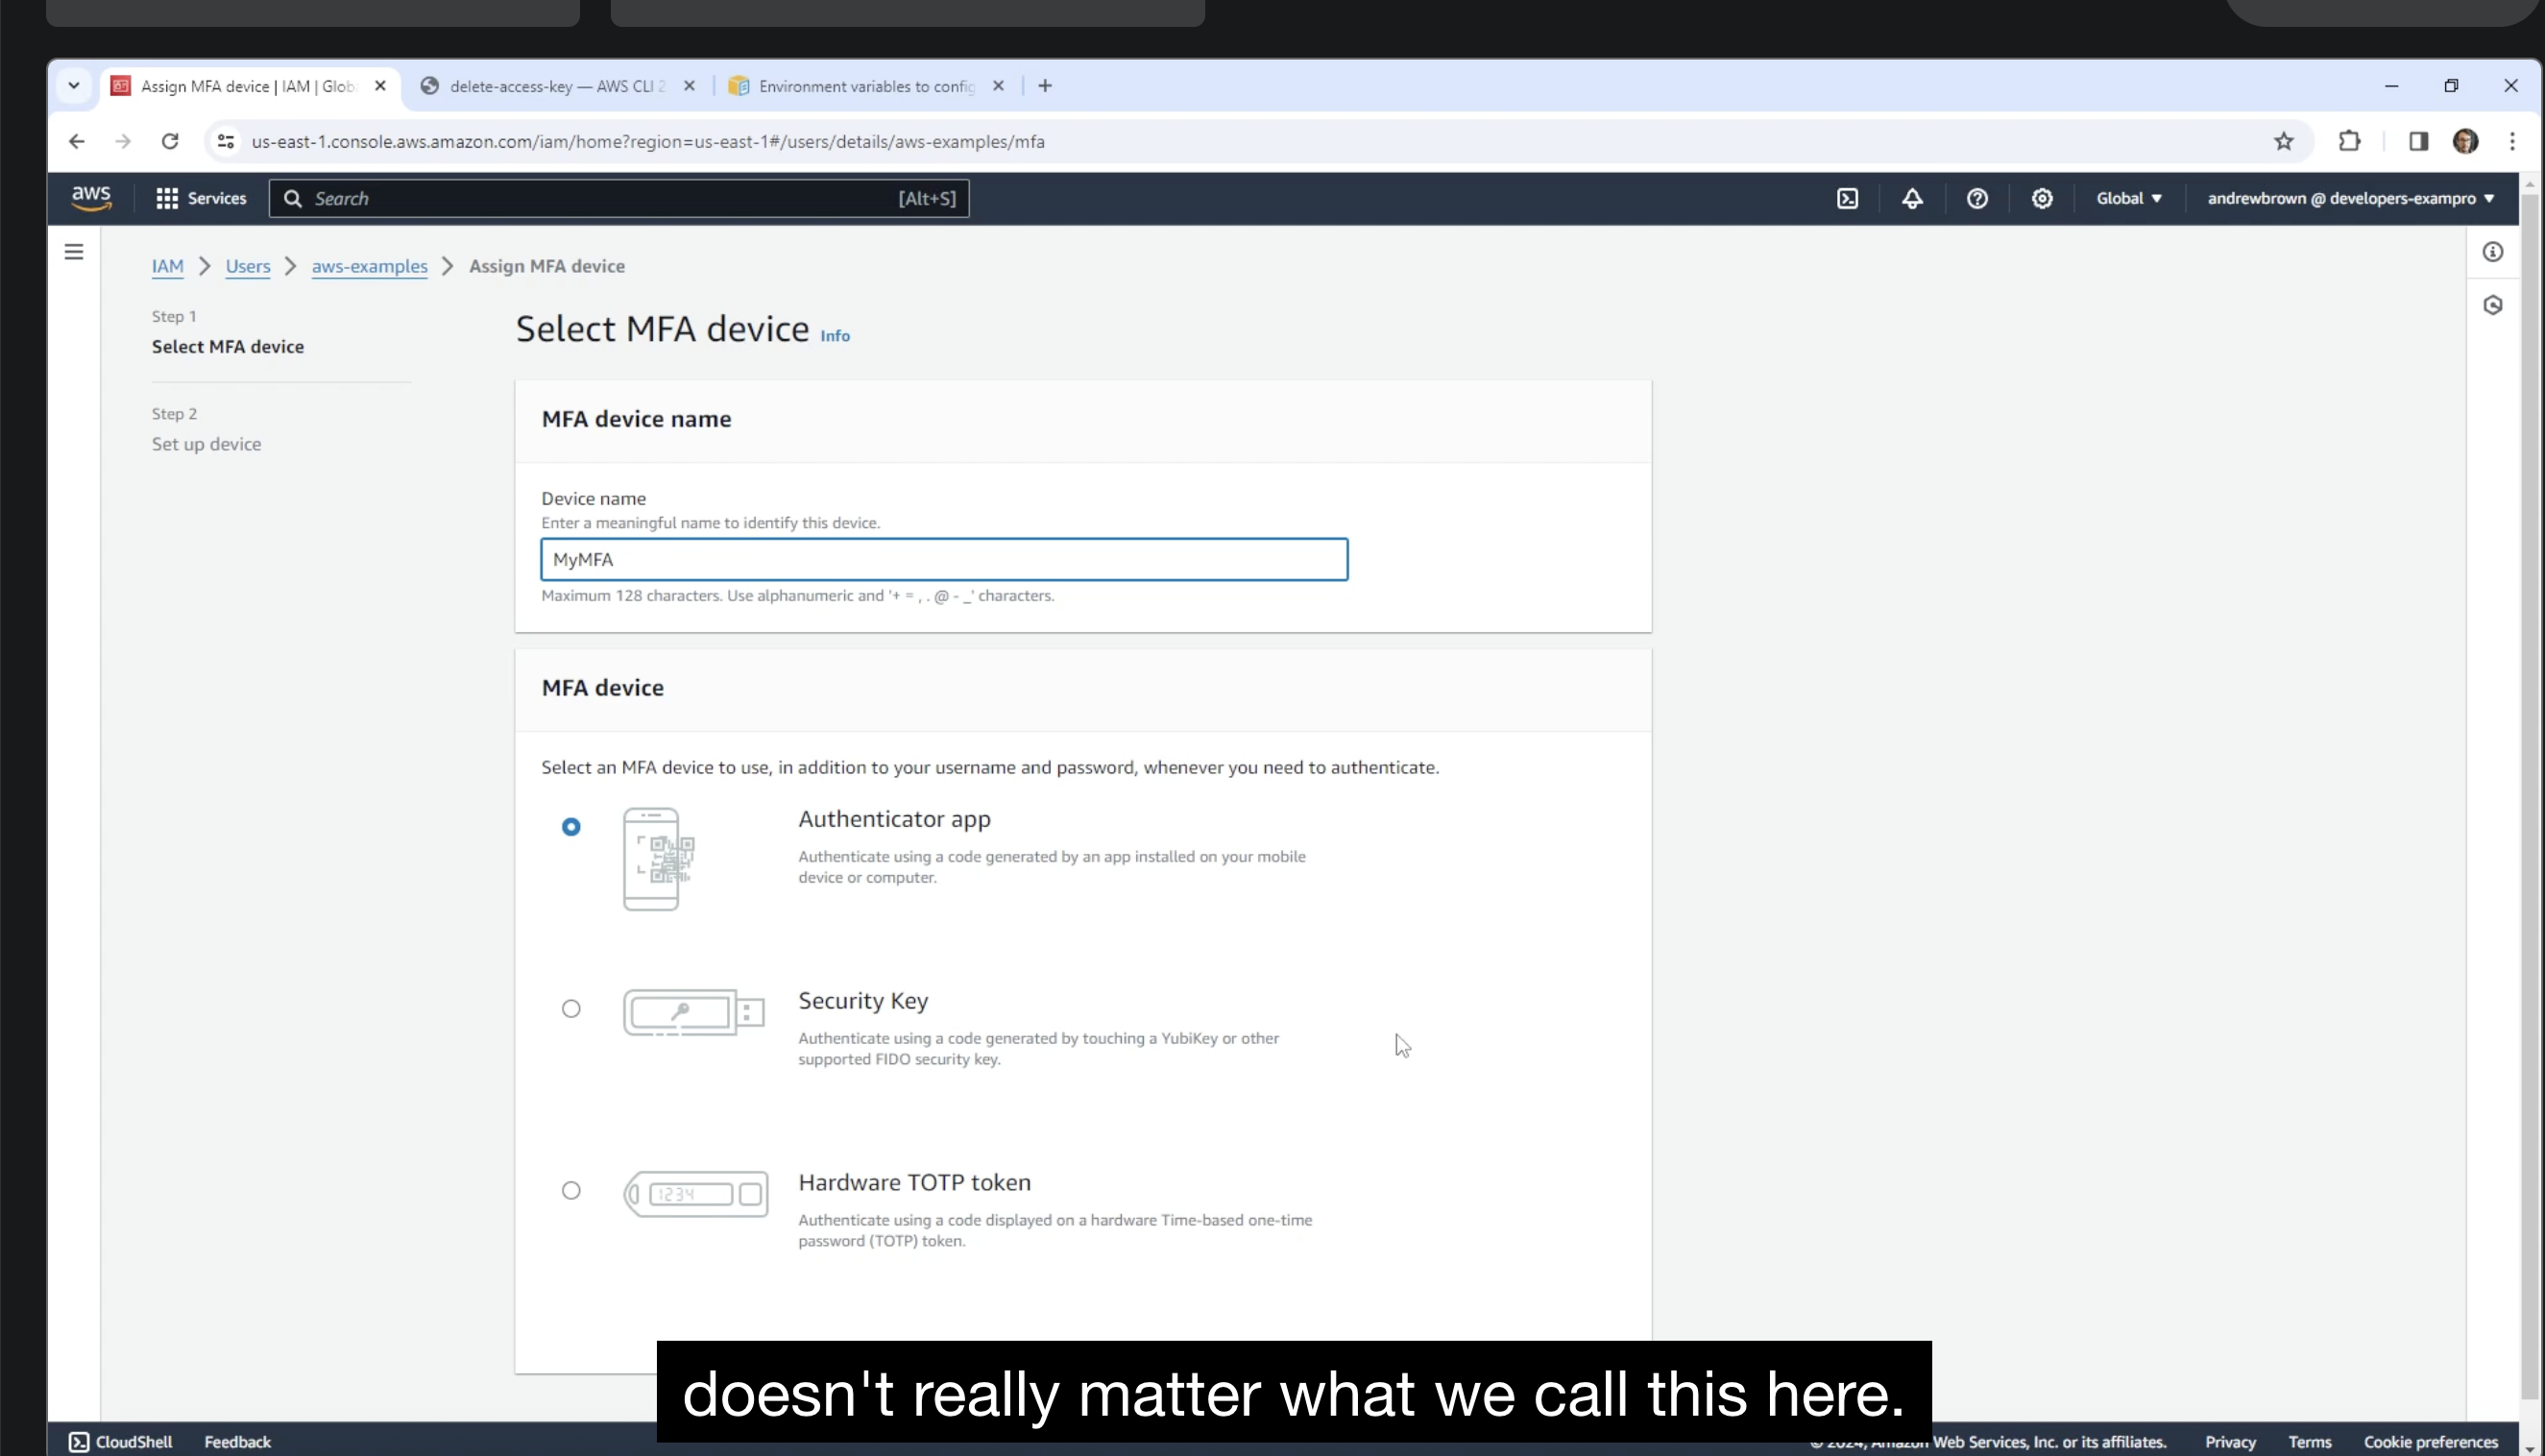 Assign MFA device | IAM | Glob
delete-access-key — AWS CLI 2
Environment variables to config
us-east-1.console.aws.amazon.com/iam/home?region=us-east-1#/users/details/aws-examples/mfa
aws
Services
Search
[Alt+S]
Global
andrewbrown @ developers-exampro
IAM > Users > aws-examples > Assign MFA device
Step 1
Select MFA device
Step 2
Set up device
Select MFA device Info
MFA device name
Device name
Enter a meaningful name to identify this device.
MyMFA
Maximum 128 characters. Use alphanumeric and '+ = , . @ - _' characters.
MFA device
Select an MFA device to use, in addition to your username and password, whenever you need to authenticate.
Authenticator app
Authenticate using a code generated by an app installed on your mobile
device or computer.
Security Key
Authenticate using a code generated by touching a YubiKey or other
supported FIDO security key.
1234
Hardware TOTP token
Authenticate using a code displayed on a hardware Time-based one-time
password (TOTP) token.
doesn't really matter what we call this here.
CloudShell
Feedback
© 2024, Amazon Web Services, Inc. or its affiliates.
Privacy
Terms
Cookie preferences